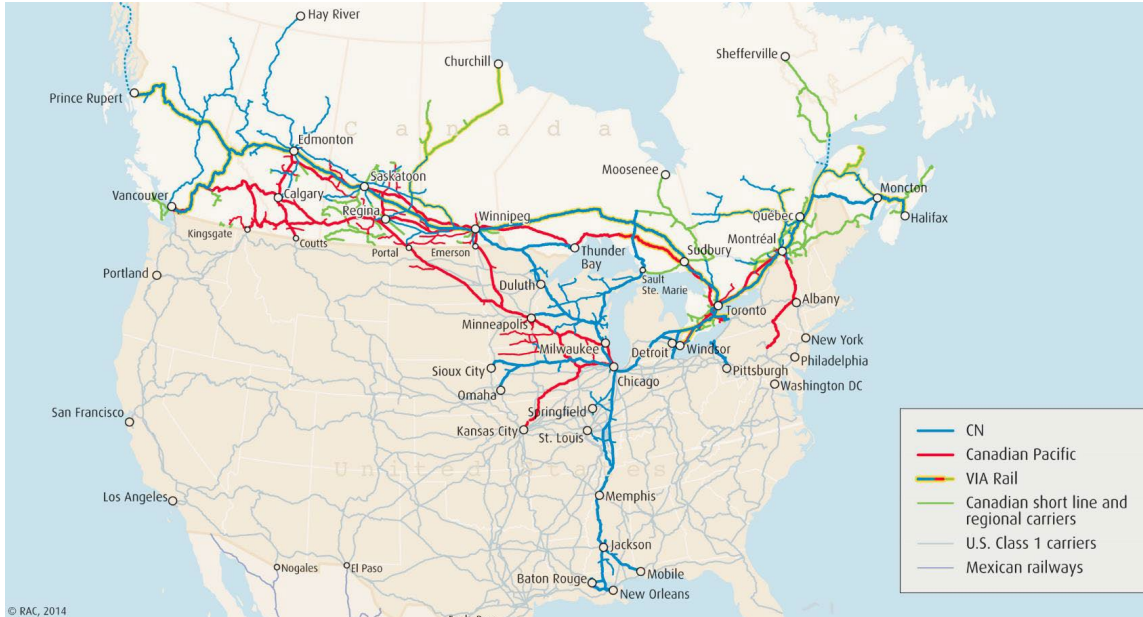 Hay River
Churchill
Shefferville
Prince Rupert
Canada
Edmonton
Moosenee
Saskatoon
Vancouver
Calgary
Moncton
Regina
Winnipeg
Québec
Halifax
Kingsgate
Coutts
Portal
Emerson
Thunder
Bay
Sudbury
Montréal
Portland
Duluth
Sault
Ste. Marie
Albany
Toronto
Minneapolis
New York
Milwaukee
Detroit
Windsor
Philadelphia
Sioux City
Chicago
Pittsburgh
Washington DC
Omaha
San Francisco
Springfield
Kansas City
St. Louis
United States
Los Angeles
Memphis
Jackson
Nogales
El Paso
Baton Rouge
Mobile
New Orleans
CN
Canadian Pacific
VIA Rail
Canadian short line and
regional carriers
U.S. Class 1 carriers
Mexican railways
© RAC, 2014